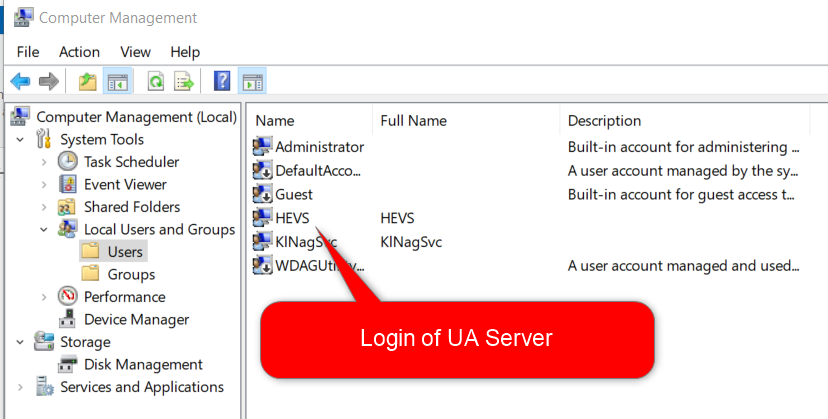 Computer Management
File Action View Help
Computer Management (Local)
System Tools
Task Scheduler
Event Viewer
Shared Folders
Local Users and Groups
Users
Groups
Performance
Device Manager
Storage
Disk Management
Services and Applications
Name Full Name Description
Administrator Built-in account for administering ...
DefaultAcco... A user account managed by the sy...
Guest Built-in account for guest access t...
HEVS HEVS
KlNagSvc KlNagSvc
A user account managed and used...
Login of UA Server